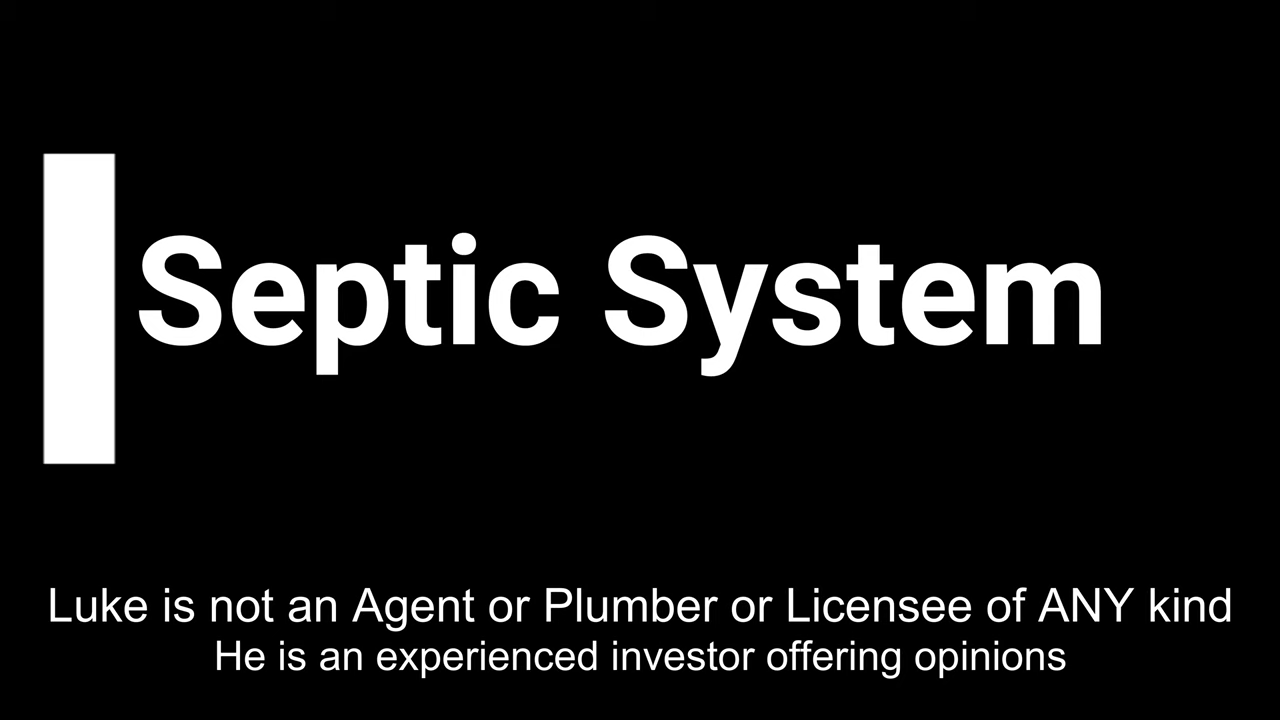 Septic System
Luke is not an Agent or Plumber or Licensee of ANY kind
He is an experienced investor offering opinions